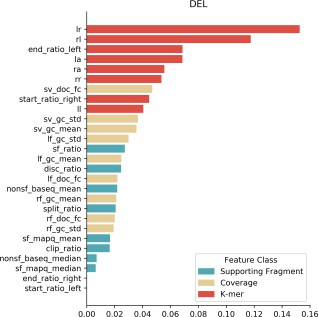 DEL
lr
rl
end_ratio_left
la
ra
rr
sv_doc_fc
start_ratio_right
ll
sv_gc_std
sv_gc_mean
lf_gc_std
sf_ratio
lf_gc_mean
disc_ratio
lf_doc_fc
nonsf_baseq_mean
rf_gc_mean
split_ratio
rf_doc_fc
rf_gc_std
sf_mapq_mean
clip_ratio
nonsf_baseq_median
sf_mapq_median
end_ratio_right
start_ratio_left
Feature Class
Supporting Fragment
Coverage
K-mer
0.00 0.02 0.04 0.06 0.08 0.10 0.12 0.14 0.16